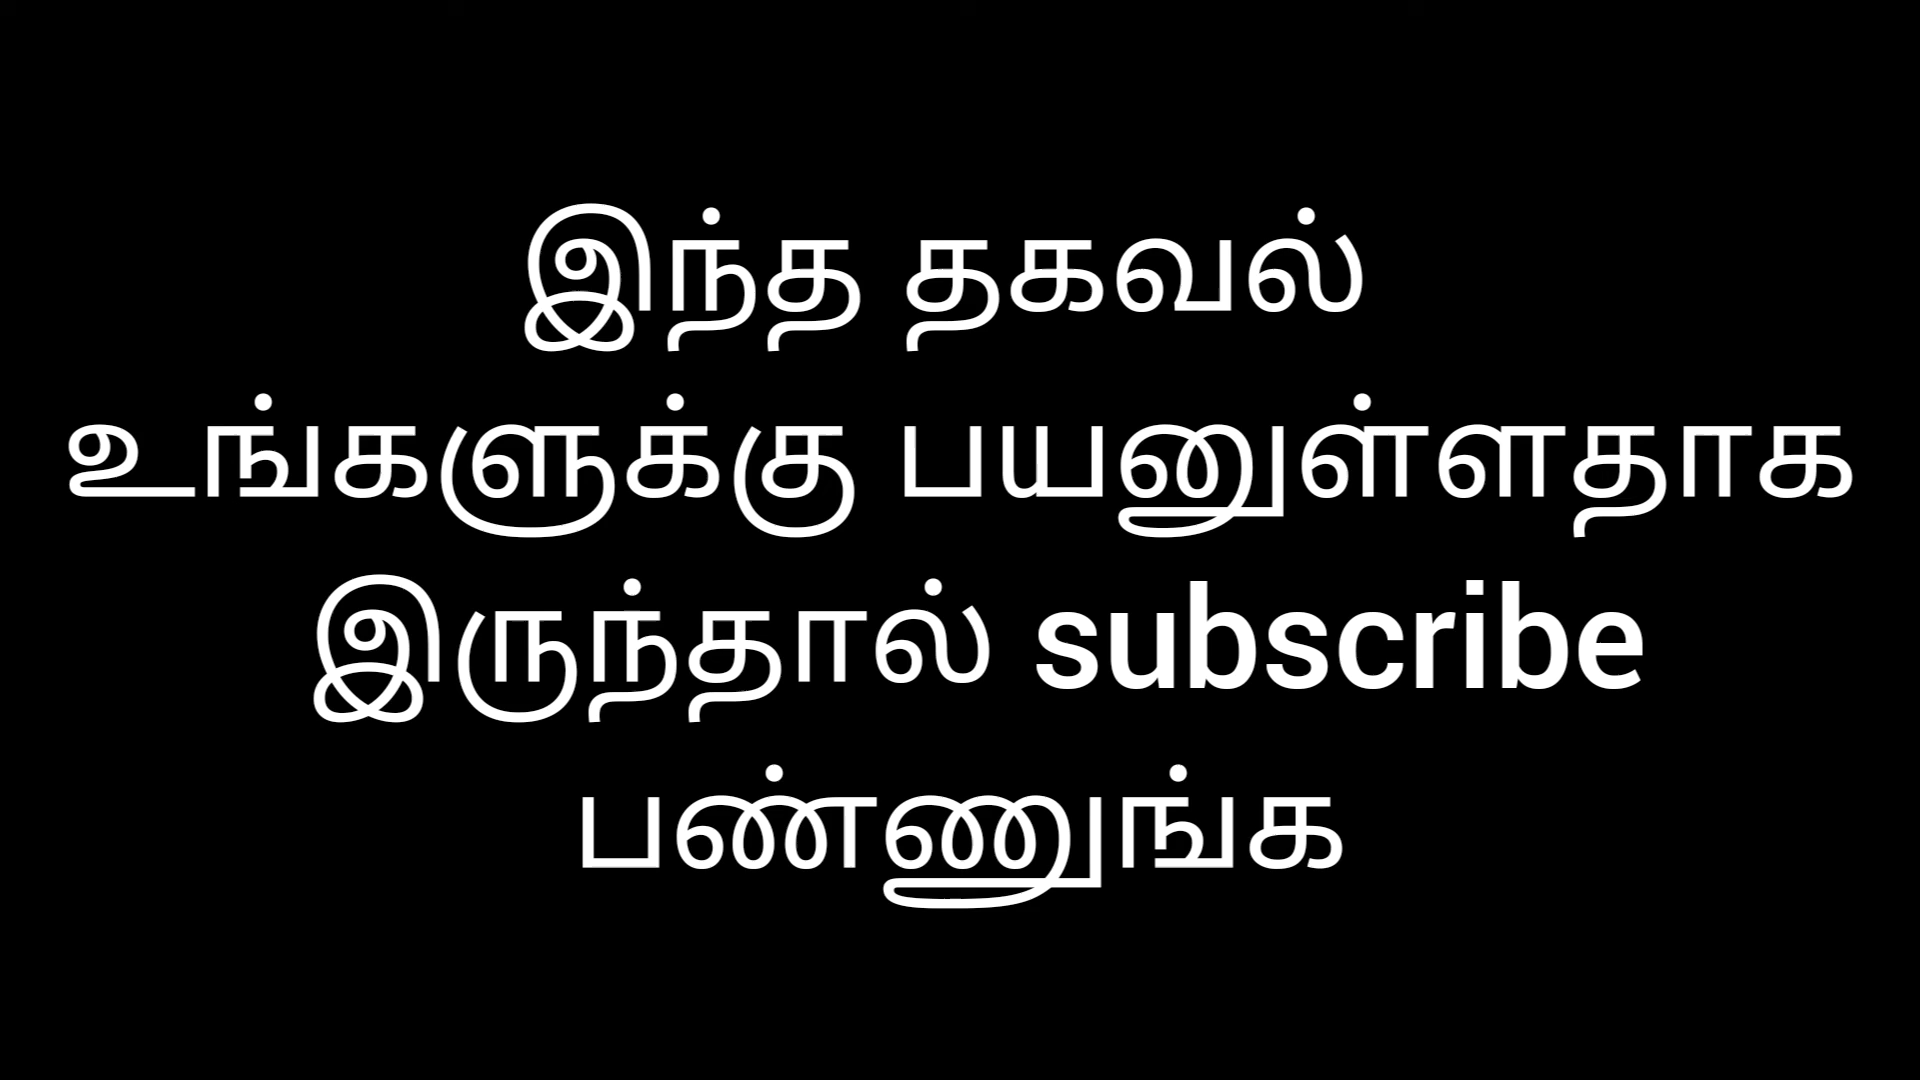 இந்த தகவல்
உங்களுக்கு பயனுள்ளதாக
இருந்தால் subscribe
பண்ணுங்க